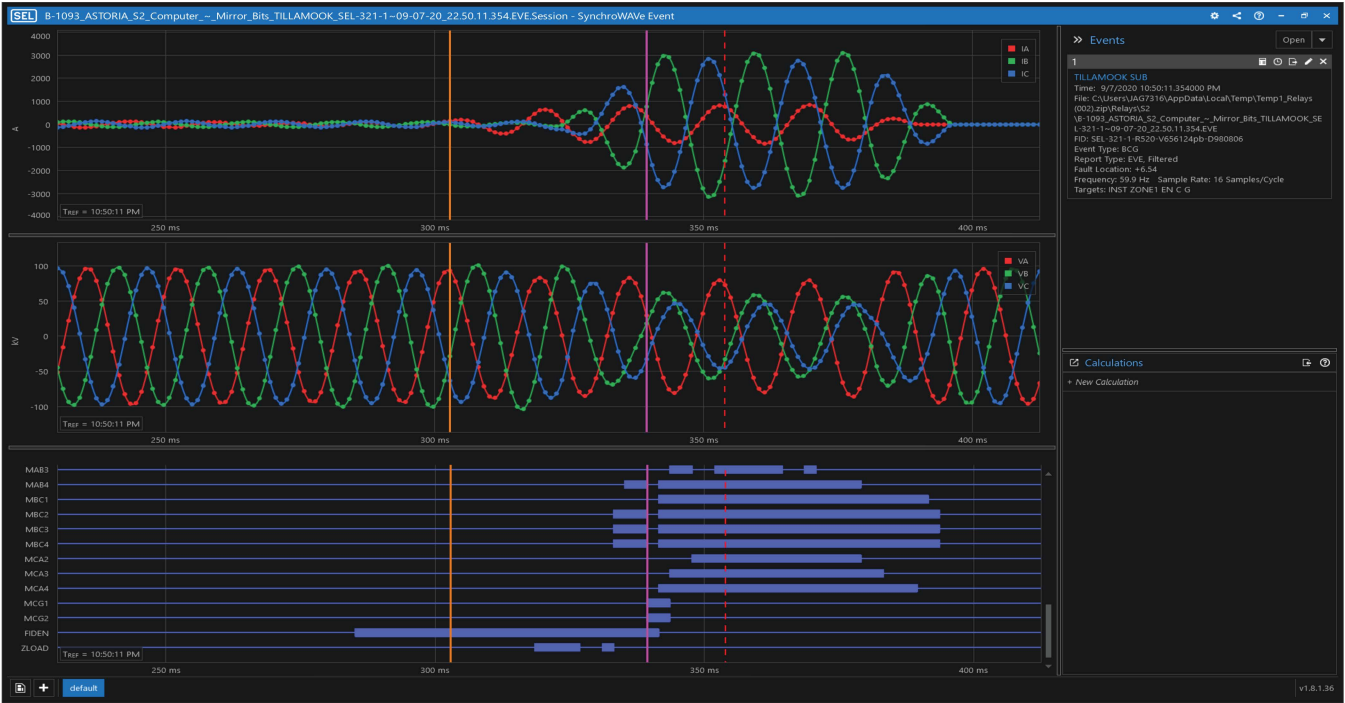 SEL B-1093_ASTORIA_S2_Computer_~_Mirror_Bits_TILLAMOOK_SEL-321-1~09-07-20_22.50.11.354.EVE.Session - SynchroWAVe Event
4000
3000
2000
1000
0
-1000
-2000
-3000
-4000
A
IA
IB
IC
TREF = 10:50:11 PM
250 ms
300 ms
350 ms
400 ms
100
50
0
-50
-100
kV
VA
VB
VC
TREF = 10:50:11 PM
250 ms
300 ms
350 ms
400 ms
MAB3
MAB4
MBC1
MBC2
MBC3
MBC4
MCA2
MCA3
MCA4
MCG1
MCG2
FIDEN
ZLOAD
TREF = 10:50:11 PM
250 ms
300 ms
350 ms
400 ms
default
Events
Open
1
TILLAMOOK SUB
Time: 9/7/2020 10:50:11.354000 PM
File: C:\Users\JAG7316\AppData\Local\Temp\Temp1_Relays
(002).zip\Relays\S2
\B-1093_ASTORIA_S2_Computer_~_Mirror_Bits_TILLAMOOK_SE
L-321-1~09-07-20_22.50.11.354.EVE
FID: SEL-321-1-R520-V656124pb-D980806
Event Type: BCG
Report Type: EVE, Filtered
Fault Location: +6.54
Frequency: 59.9 Hz Sample Rate: 16 Samples/Cycle
Targets: INST ZONE1 EN C G
Calculations
+ New Calculation
v1.8.1.36